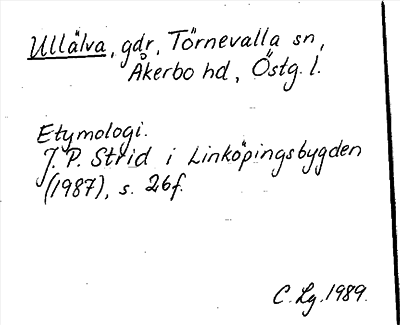 Ullälva, gdr, Törnevalla sn,
Åkerbo hd, Östg. l.
Etymologi.
J. P. Strid i Linköpingsbygden
(1987), s. 26f.
C. Lg. 1989.